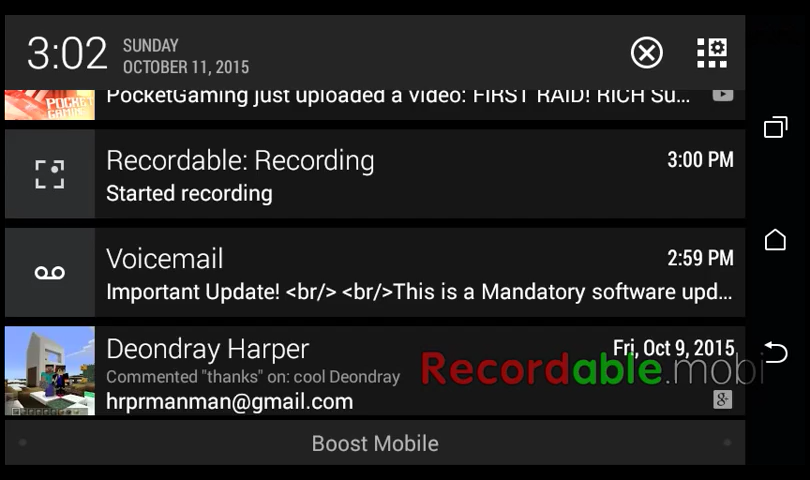 3:02
SUNDAY
OCTOBER 11, 2015
POCKET
PocketGaming just uploaded a video: FIRST RAID! RICH Su...
Recordable: Recording
3:00 PM
Started recording
Voicemail
2:59 PM
Important Update! <br/> <br/>This is a Mandatory software upd...
Deondray Harper
Fri, Oct 9, 2015
Commented "thanks" on: cool Deondray
Recordable.mobi
hrprmanman@gmail.com
g+
Boost Mobile